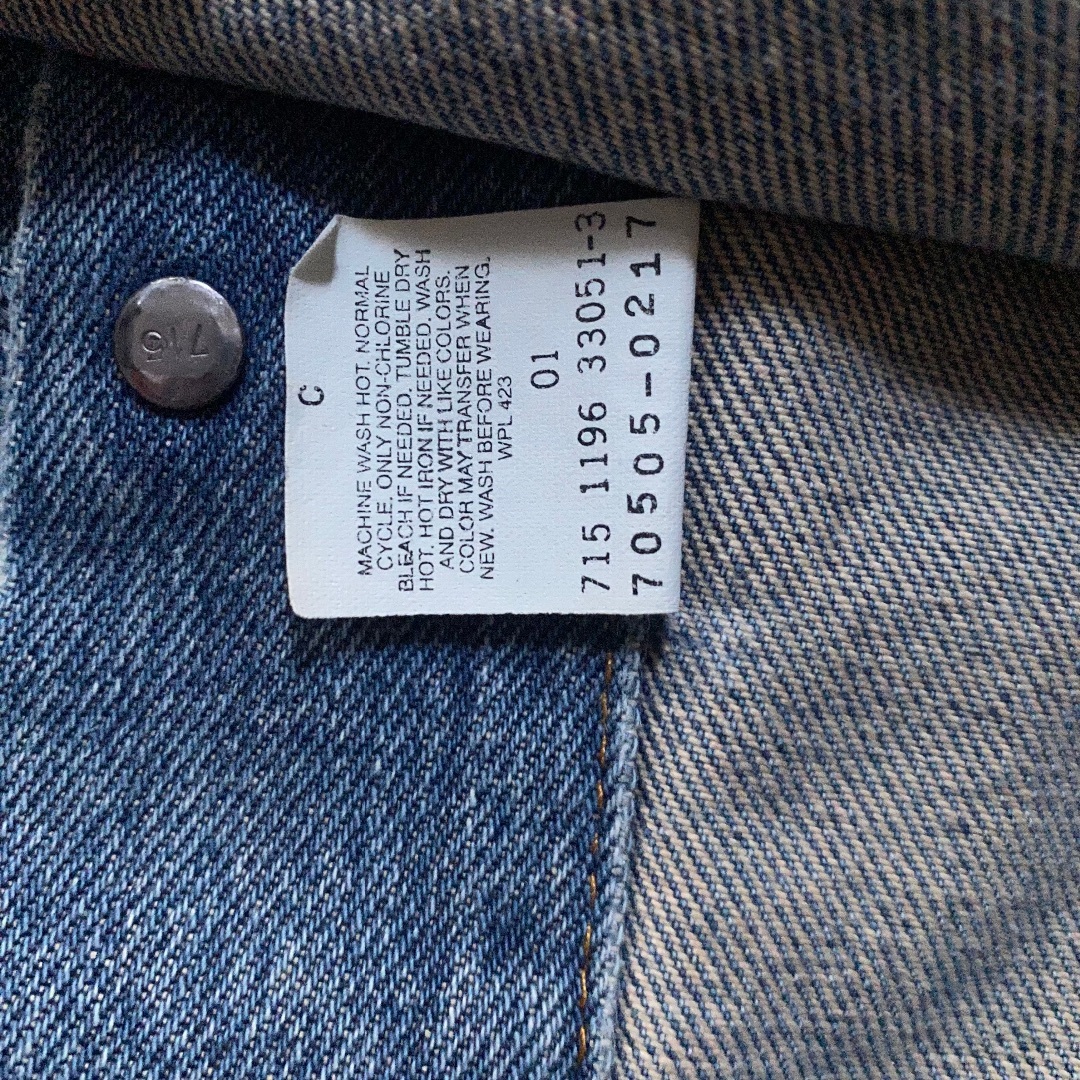 C
MACHINE WASH HOT, NORMAL
CYCLE. ONLY NON-CHLORINE
BLEACH IF NEEDED. TUMBLE DRY
HOT. HOT IRON IF NEEDED. WASH
AND DRY WITH LIKE COLORS.
COLOR MAY TRANSFER WHEN
NEW. WASH BEFORE WEARING.
WPL 423
01
715 1196 33051-3
70505-0217